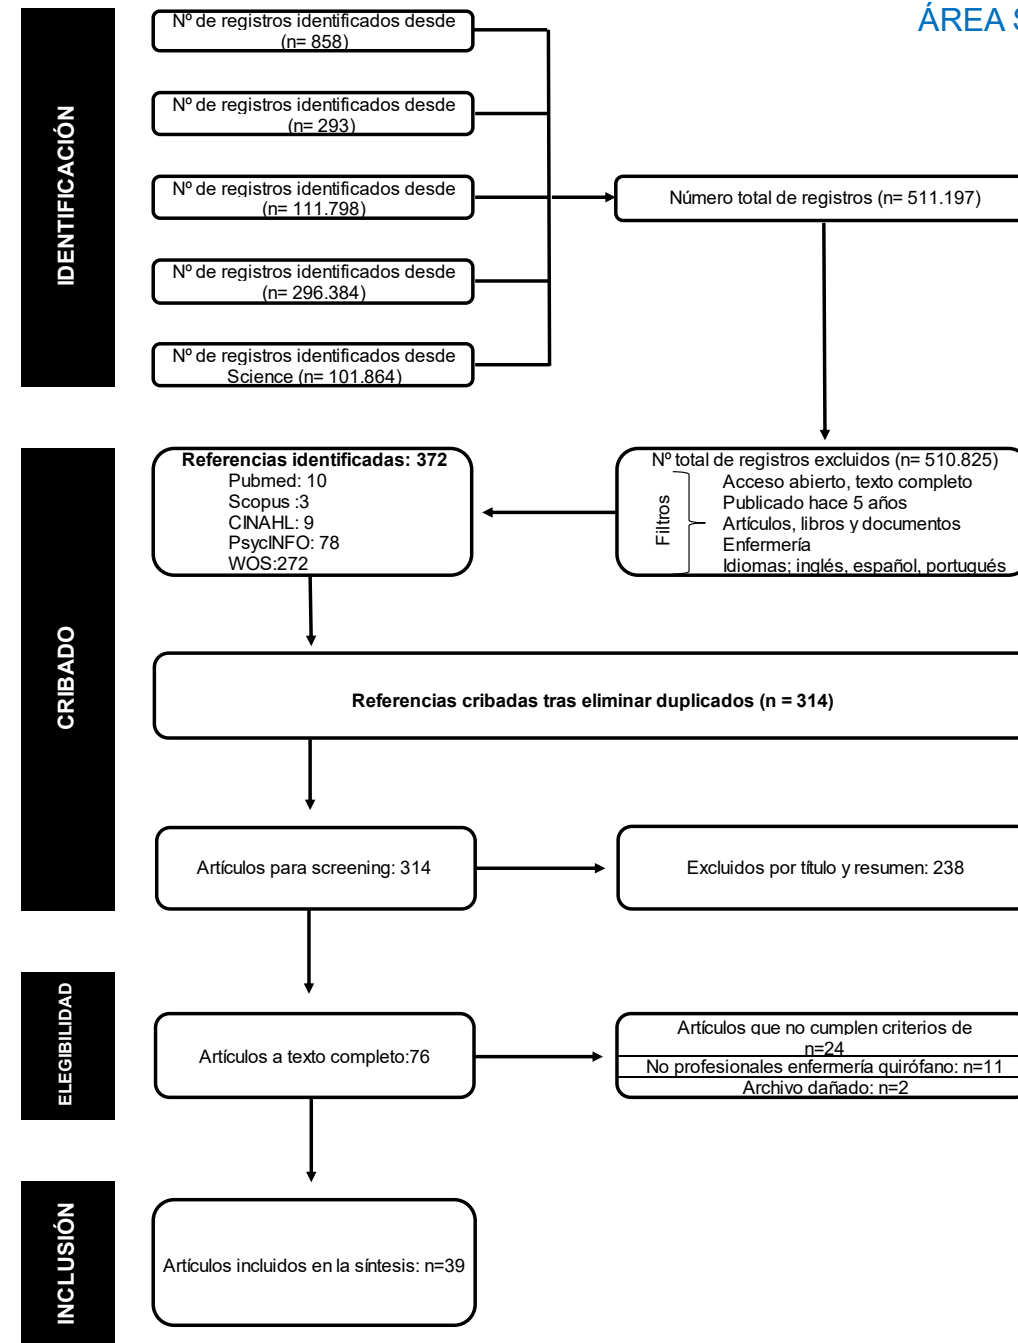 ÁREA S
IDENTIFICACIÓN
Nº de registros identificados desde
(n= 858)
Nº de registros identificados desde
(n= 293)
Nº de registros identificados desde
(n= 111.798)
Nº de registros identificados desde
(n= 296.384)
Nº de registros identificados desde
Science (n= 101.864)
Número total de registros (n= 511.197)
CRIBADO
Referencias identificadas: 372
Pubmed: 10
Scopus :3
CINAHL: 9
PsycINFO: 78
WOS:272
Nº total de registros excluidos (n= 510.825)
Filtros
Acceso abierto, texto completo
Publicado hace 5 años
Artículos, libros y documentos
Enfermería
Idiomas; inglés, español, portugués
Referencias cribadas tras eliminar duplicados (n = 314)
Artículos para screening: 314
Excluidos por título y resumen: 238
ELEGIBILIDAD
Artículos a texto completo:76
Artículos que no cumplen criterios de
n=24
No profesionales enfermería quirófano: n=11
Archivo dañado: n=2
INCLUSIÓN
Artículos incluidos en la síntesis: n=39